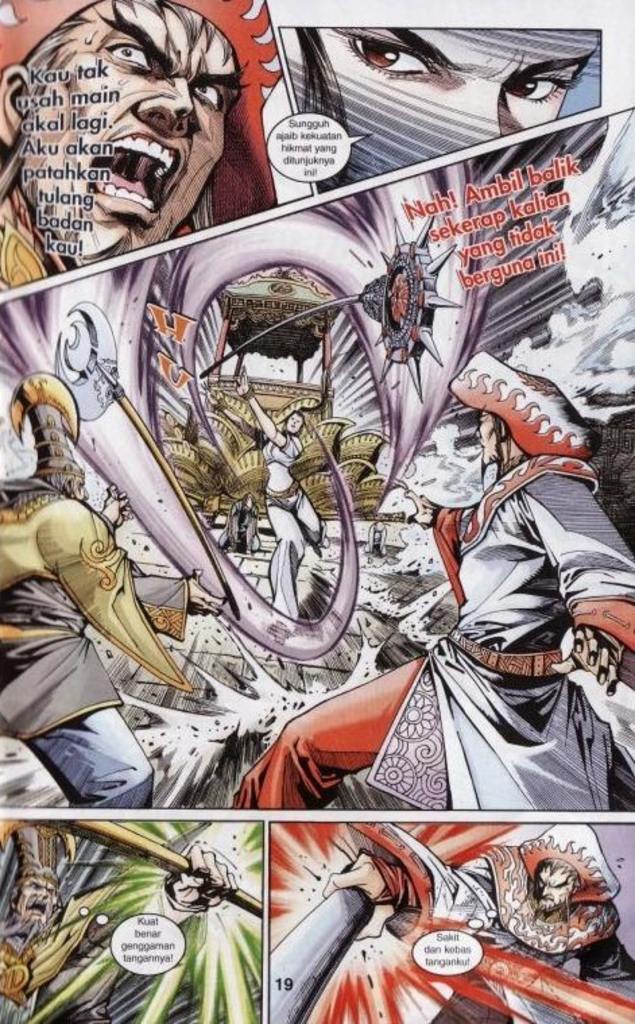 Kau tak
usah main
akal lagi.
Aku akan
patahkan
tulang
badan
kau!
Sungguh
ajaib kekuatan
hikmat yang
ditunjuknya
ini!
Nah! Ambil balik
sekerap kalian
yang tidak
berguna ini!
H
U
Kuat
benar
genggaman
tangannya!
Sakit
dan kebas
tanganku!
19